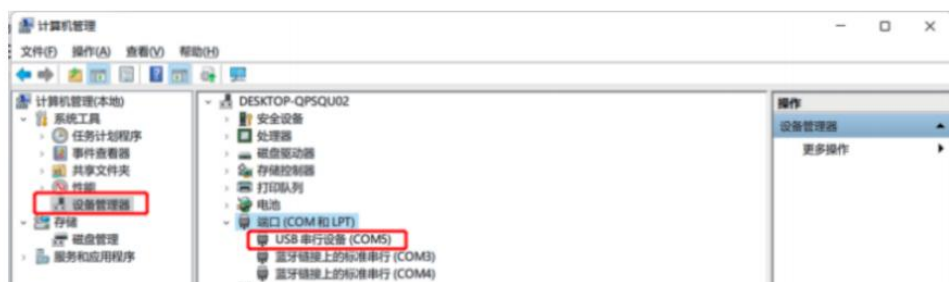 计算机管理
文件(F) 操作(A) 查看(V) 帮助(H)
计算机管理(本地)
系统工具
任务计划程序
事件查看器
共享文件夹
性能
设备管理器
存储
磁盘管理
服务和应用程序
DESKTOP-QPSQU02
安全设备
处理器
磁盘驱动器
存储控制器
打印队列
电池
端口 (COM 和 LPT)
USB 串行设备 (COM5)
蓝牙链接上的标准串行 (COM3)
蓝牙链接上的标准串行 (COM4)
操作
设备管理器
更多操作